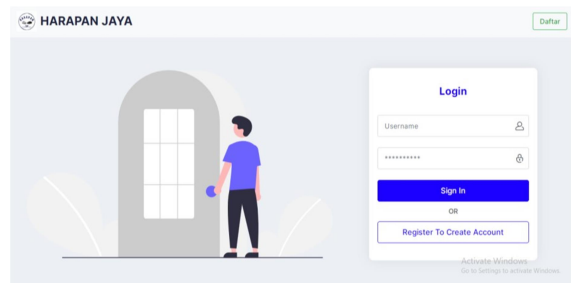 HARAPAN JAYA
Daftar
Login
Username
**********
Sign In
OR
Register To Create Account
Activate Windows
Go to Settings to activate Windows.